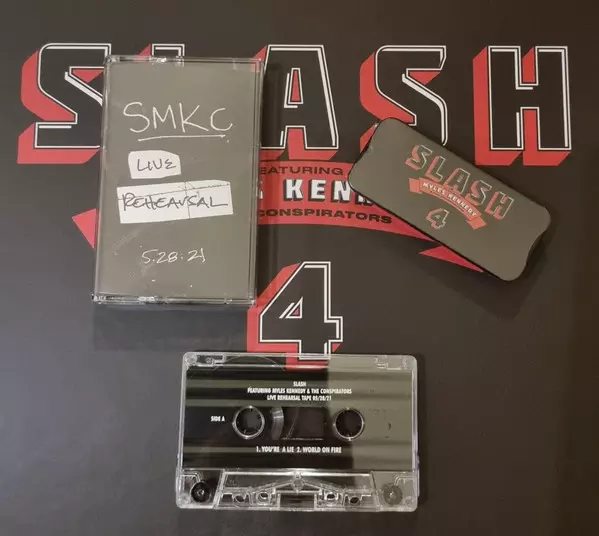 SLASH
FEATURING
KENN
CONSPIRATORS
4
SMKC
LIVE
REHEARSAL
5.28.21
SLASH
MYLES KENNEDY
4
SLASH
FEATURING MYLES KENNEDY & THE CONSPIRATORS
LIVE REHEARSAL TAPE 05/28/21
SIDE A
1. YOU'RE A LIE 2. WORLD ON FIRE